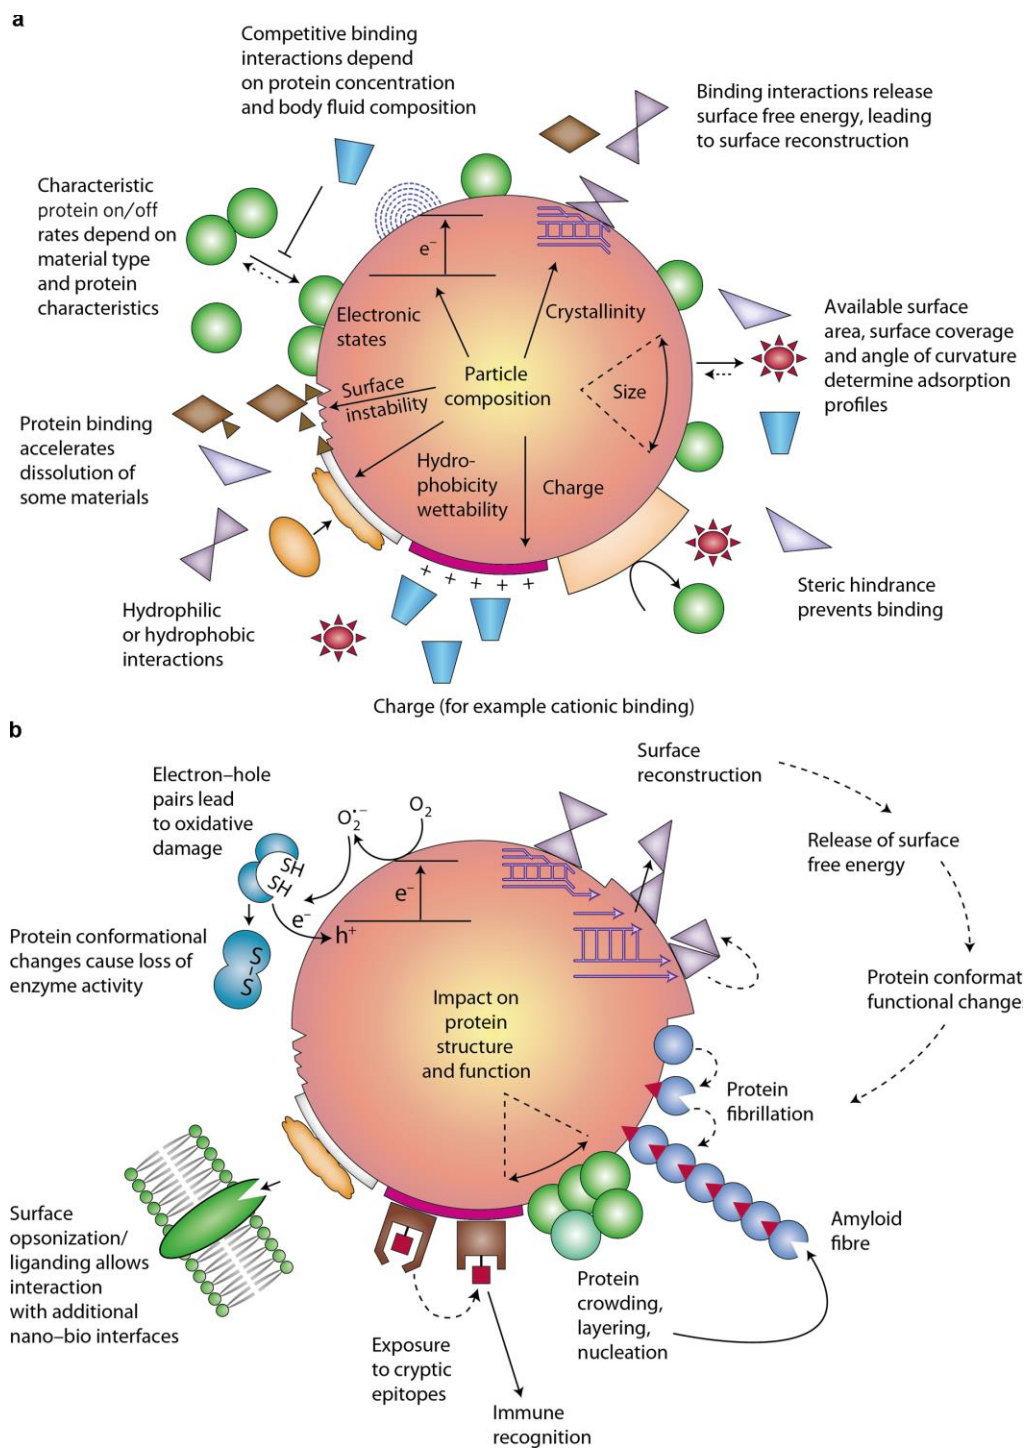 a
Competitive binding
interactions depend
on protein concentration
and body fluid composition
Binding interactions release
surface free energy, leading
to surface reconstruction
Characteristic
protein on/off
rates depend on
material type
and protein
characteristics
e⁻
Electronic
states
Crystallinity
Available surface
area, surface coverage
and angle of curvature
determine adsorption
profiles
Particle
composition
Size
Surface
instability
Protein binding
accelerates
dissolution of
some materials
Hydro-
phobicity
wettability
Charge
+ + + + +
Steric hindrance
prevents binding
Hydrophilic
or hydrophobic
interactions
Charge (for example cationic binding)
b
Surface
reconstruction
Electron–hole
pairs lead
to oxidative
damage
O₂•⁻
O₂
Release of surface
free energy
SH
SH
e⁻
e⁻
h⁺
Protein conformational
changes cause loss of
enzyme activity
S
S
Protein conformat
functional change
Impact on
protein
structure
and function
Protein
fibrillation
Surface
opsonization/
liganding allows
interaction
with additional
nano–bio interfaces
Amyloid
fibre
Protein
crowding,
layering,
nucleation
Exposure
to cryptic
epitopes
Immune
recognition